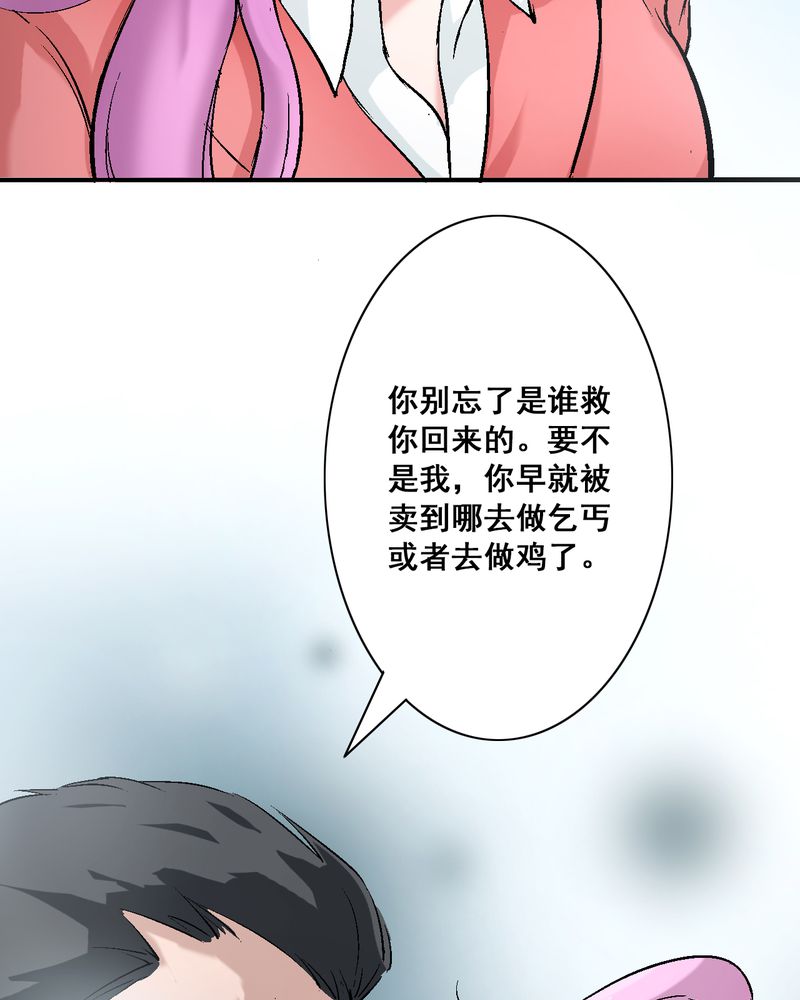 你别忘了是谁救
你回来的。要不
是我，你早就被
卖到哪去做乞丐
或者去做鸡了。